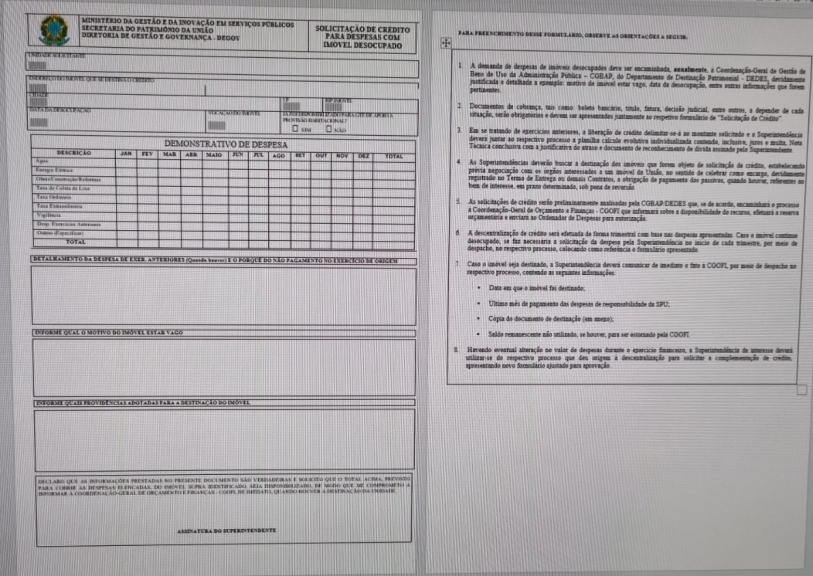 MINISTÉRIO DA GESTÃO E DA INOVAÇÃO EM SERVIÇOS PÚBLICOS
SECRETARIA DO PATRIMÔNIO DA UNIÃO
DIRETORIA DE GESTÃO E GOVERNANÇA - DEGOV
SOLICITAÇÃO DE CRÉDITO
PARA DESPESAS COM
IMÓVEL DESOCUPADO
UNIDADE SOLICITANTE
ENDEREÇO DO IMÓVEL QUE SE DESTINA O CRÉDITO
CIDADE
UF
RIP IMÓVEL
DATA DA DESOCUPAÇÃO
VOCAÇÃO DO IMÓVEL
PROVISÃO HABITACIONAL?
SIM NÃO
DEMONSTRATIVO DE DESPESA
DESCRIÇÃO JAN FEV MAR ABR MAIO JUN JUL AGO SET OUT NOV DEZ TOTAL
Água
Energia Elétrica
Obras/Construção/Reformas
Taxa de Coleta de Lixo
Taxa Ordinária
Taxa Extraordinária
Vigilância
Desp. Exercícios Anteriores
Outros (Especificar)
TOTAL
DETALHAMENTO DA DESPESA DE EXER. ANTERIORES (Quando houver) E O PORQUÊ DO NÃO PAGAMENTO NO EXERCÍCIO DE ORIGEM
INFORME QUAL O MOTIVO DO IMÓVEL ESTAR VAGO
INFORME QUAIS PROVIDÊNCIAS ADOTADAS PARA A DESTINAÇÃO DO IMÓVEL
DECLARO QUE AS INFORMAÇÕES PRESTADAS NO PRESENTE DOCUMENTO SÃO VERDADEIRAS E SOLICITO QUE O TOTAL ACIMA, PREVISTO
PARA COBRIR AS DESPESAS ELENCADAS, DO IMÓVEL SUPRA IDENTIFICADO, SEJA DISPONIBILIZADO, DE MODO QUE ME COMPROMETO A
INFORMAR À COORDENAÇÃO-GERAL DE ORÇAMENTO E FINANÇAS - CGOFI, DE IMEDIATO, QUANDO HOUVER A DESTINAÇÃO DA UNIDADE.
ASSINATURA DO SUPERINTENDENTE
PARA PREENCHIMENTO DESSE FORMULÁRIO, OBSERVE AS ORIENTAÇÕES A SEGUIR:
1. A demanda de despesas de imóveis desocupados deve ser encaminhada, anualmente, à Coordenação-Geral de Gestão de
Bens de Uso da Administração Pública – CGBAP, do Departamento de Destinação Patrimonial - DEDES, devidamente
justificada e detalhada a exemplo: motivo do imóvel estar vago, data da desocupação, entre outras informações que forem
pertinentes.
2. Documentos de cobrança, tais como: boleto bancário, título, fatura, decisão judicial, entre outros, a depender de cada
situação, serão obrigatórios e devem ser apresentados juntamente ao respetivo formulário de "Solicitação de Crédito".
3. Em se tratando de exercícios anteriores, a liberação de crédito delimitar-se-á ao montante solicitado e a Superintendência
deverá juntar ao respectivo processo a planilha calculo evolutiva individualizada contendo, inclusive, juros e multa, Nota
Técnica conclusiva com a justificativa do atraso e documento de reconhecimento de dívida assinado pelo Superintendente.
4. As Superintendências deverão buscar a destinação dos imóveis que forem objeto de solicitação de crédito, estabelecendo
prévia negociação com os órgãos interessados a um imóvel da União, no sentido de celebrar como encargo, devidamente
registrado no Termo de Entrega ou demais Contratos, a obrigação de pagamento dos passivos, quando houver, referentes ao
bem de interesse, em prazo determinado, sob pena de reversão.
5. As solicitações de crédito serão preliminarmente analisadas pela CGBAP/DEDES que, se de acordo, encaminhará o processo
à Coordenação-Geral de Orçamento e Finanças - CGOFI que informará sobre a disponibilidade do recurso, efetuará a reserva
orçamentária e enviará ao Ordenador de Despesas para autorização.
6. A descentralização de crédito será efetuada de forma trimestral com base nas despesas apresentadas. Caso o imóvel continue
desocupado, se faz necessária a solicitação da despesa pela Superintendência no início de cada trimestre, por meio de
despacho, no respectivo processo, colocando como referência o formulário apresentado.
7. Caso o imóvel seja destinado, a Superintendência deverá comunicar de imediato o fato à CGOFI, por meio de despacho no
respectivo processo, contendo as seguintes informações:
• Data em que o imóvel foi destinado;
• Último mês de pagamento das despesas de responsabilidade da SPU;
• Cópia do documento de destinação (em anexo);
• Saldo remanescente não utilizado, se houver, para ser estornado pela CGOFI.
8. Havendo eventual alteração no valor de despesas durante o exercício financeiro, a Superintendência de interesse deverá
utilizar-se do respectivo processo que deu origem à descentralização para solicitar a complementação de crédito,
apresentando novo formulário ajustado para aprovação.